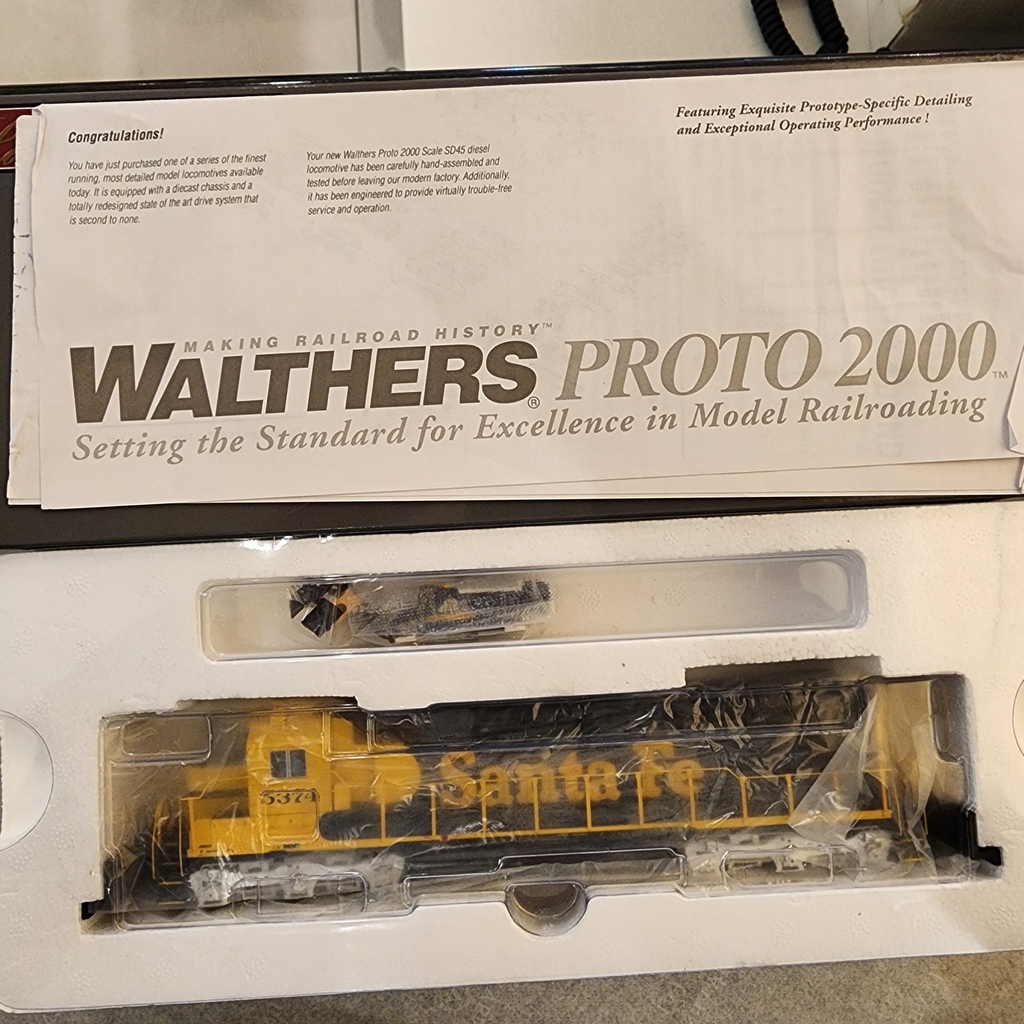 Featuring Exquisite Prototype-Specific Detailing
and Exceptional Operating Performance !
Congratulations!
You have just purchased one of a series of the finest
running, most detailed model locomotives available
today. It is equipped with a diecast chassis and a
totally redesigned state of the art drive system that
is second to none.
Your new Walthers Proto 2000 Scale SD45 diesel
locomotive has been carefully hand-assembled and
tested before leaving our modern factory. Additionally,
it has been engineered to provide virtually trouble-free
service and operation.
MAKING RAILROAD HISTORY™
WALTHERS® PROTO 2000™
Setting the Standard for Excellence in Model Railroading
Santa Fe
5374